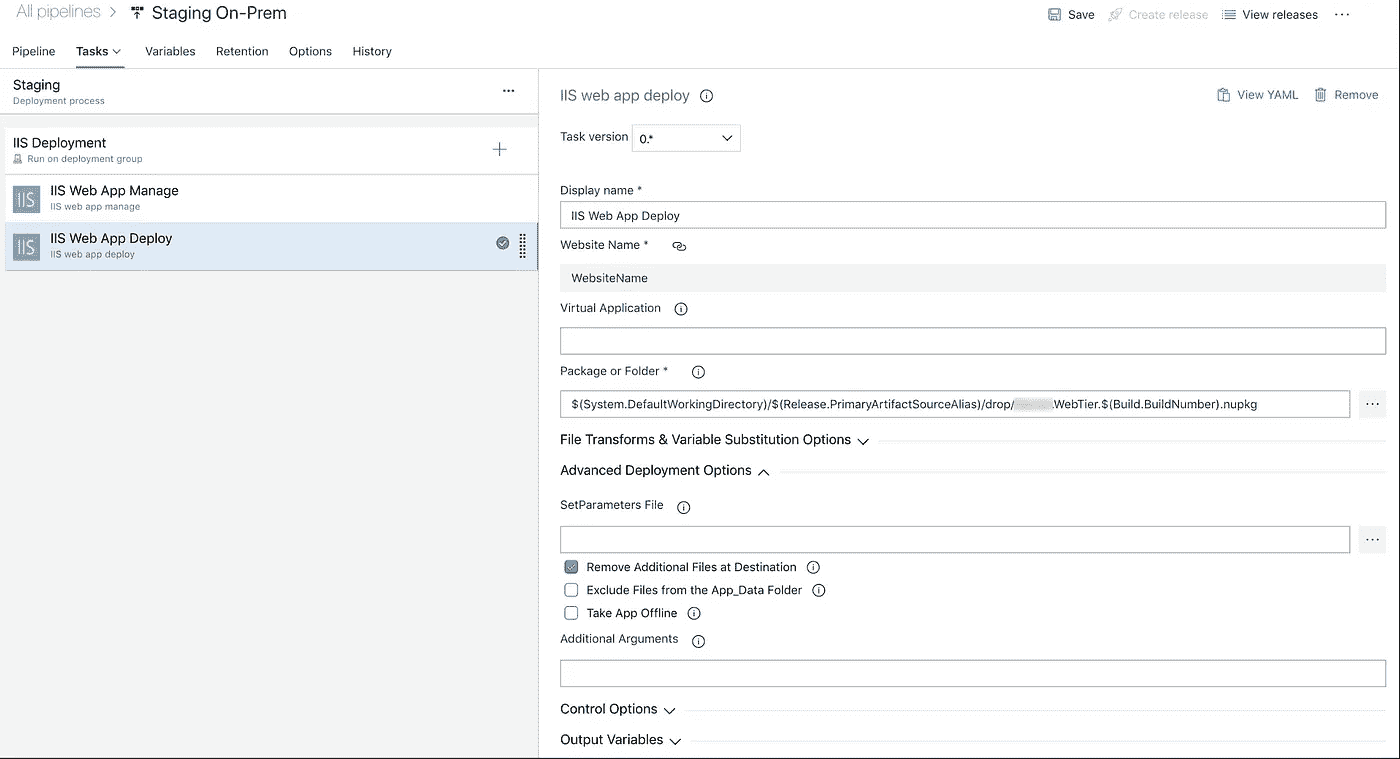 All pipelines > Staging On-Prem
Save
Create release
View releases
...
Pipeline
Tasks
Variables
Retention
Options
History
Staging
Deployment process
...
IIS Deployment
Run on deployment group
IIS
IIS Web App Manage
IIS web app manage
IIS
IIS Web App Deploy
IIS web app deploy
IIS web app deploy
View YAML
Remove
Task version
0.*
Display name *
IIS Web App Deploy
Website Name *
WebsiteName
Virtual Application
Package or Folder *
$(System.DefaultWorkingDirectory)/$(Release.PrimaryArtifactSourceAlias)/drop/ .WebTier.$(Build.BuildNumber).nupkg
...
File Transforms & Variable Substitution Options
Advanced Deployment Options
SetParameters File
...
Remove Additional Files at Destination
Exclude Files from the App_Data Folder
Take App Offline
Additional Arguments
Control Options
Output Variables